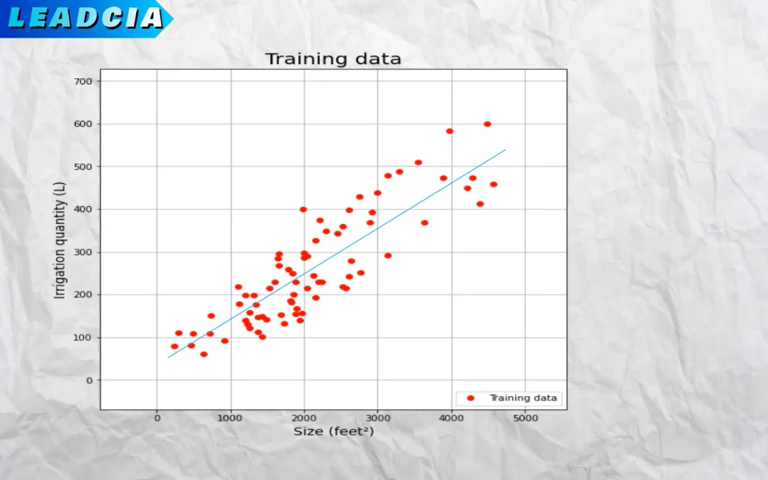 LEADCIA
Training data
700
600
500
400
300
200
100
0
Irrigation quantity (L)
Training data
0 1000 2000 3000 4000 5000
Size (feet²)